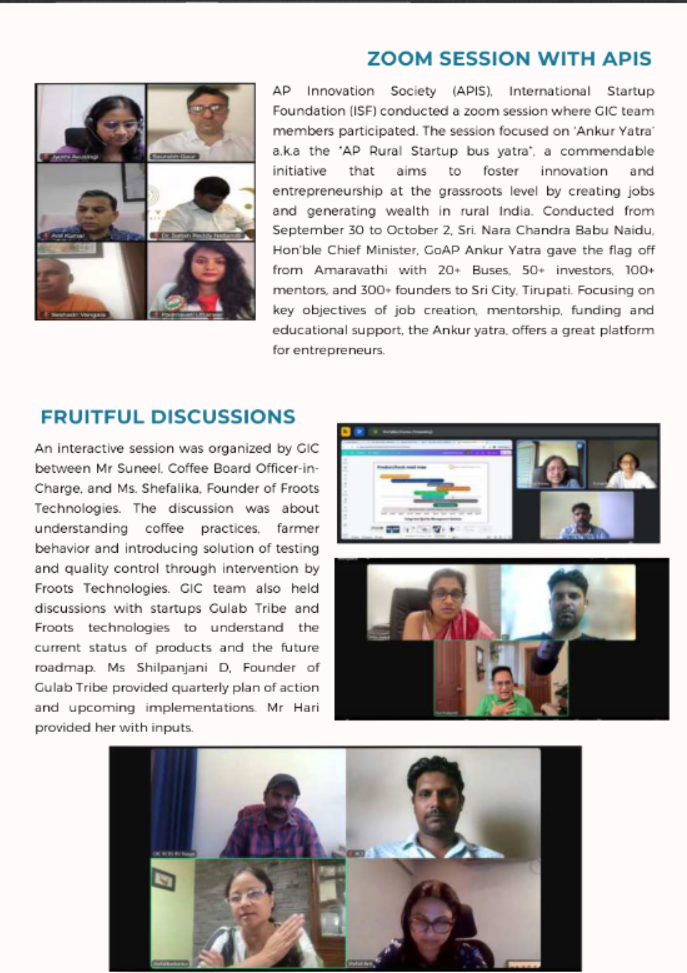 ZOOM SESSION WITH APIS
AP Innovation Society (APIS), International Startup
Foundation (ISF) conducted a zoom session where GIC team
members participated. The session focused on 'Ankur Yatra'
a.k.a the "AP Rural Startup bus yatra", a commendable
initiative that aims to foster innovation and
entrepreneurship at the grassroots level by creating jobs
and generating wealth in rural India. Conducted from
September 30 to October 2, Sri. Nara Chandra Babu Naidu,
Hon'ble Chief Minister, GoAP Ankur Yatra gave the flag off
from Amaravathi with 20+ Buses, 50+ investors, 100+
mentors, and 300+ founders to Sri City, Tirupati. Focusing on
key objectives of job creation, mentorship, funding and
educational support, the Ankur yatra, offers a great platform
for entrepreneurs.
Anil Kumar
FRUITFUL DISCUSSIONS
An interactive session was organized by GIC
between Mr Suneel, Coffee Board Officer-in-
Charge, and Ms. Shefalika, Founder of Froots
Technologies. The discussion was about
understanding coffee practices, farmer
behavior and introducing solution of testing
and quality control through intervention by
Froots Technologies. GIC team also held
discussions with startups Gulab Tribe and
Froots technologies to understand the
current status of products and the future
roadmap. Ms Shilpanjani D, Founder of
Gulab Tribe provided quarterly plan of action
and upcoming implementations. Mr Hari
provided her with inputs.